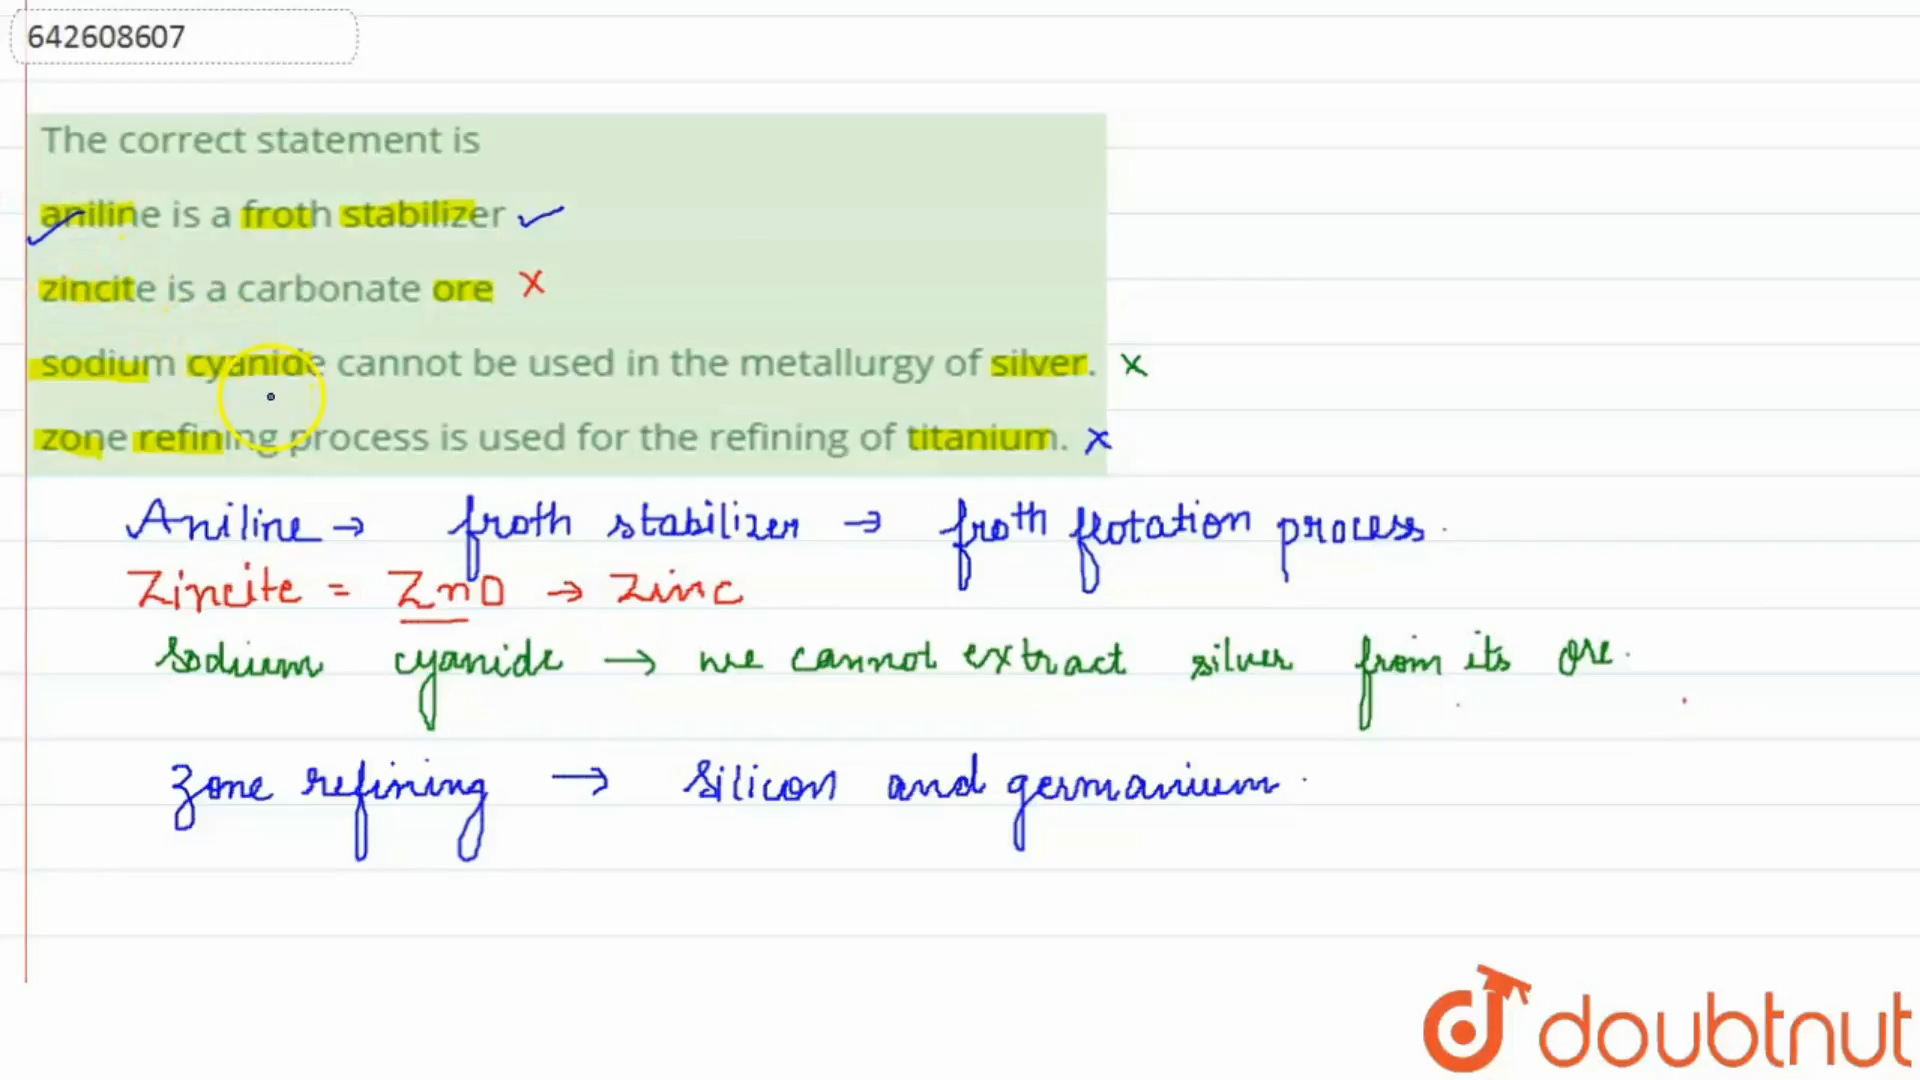 642608607
The correct statement is
aniline is a froth stabilizer ✓
zincite is a carbonate ore X
sodium cyanide cannot be used in the metallurgy of silver. X
zone refining process is used for the refining of titanium. X
Aniline → froth stabilizer → froth flotation process.
Zincite = ZnO → Zinc
Sodium cyanide → we cannot extract silver from its ore.
Zone refining → Silicon and germanium.
doubtnut